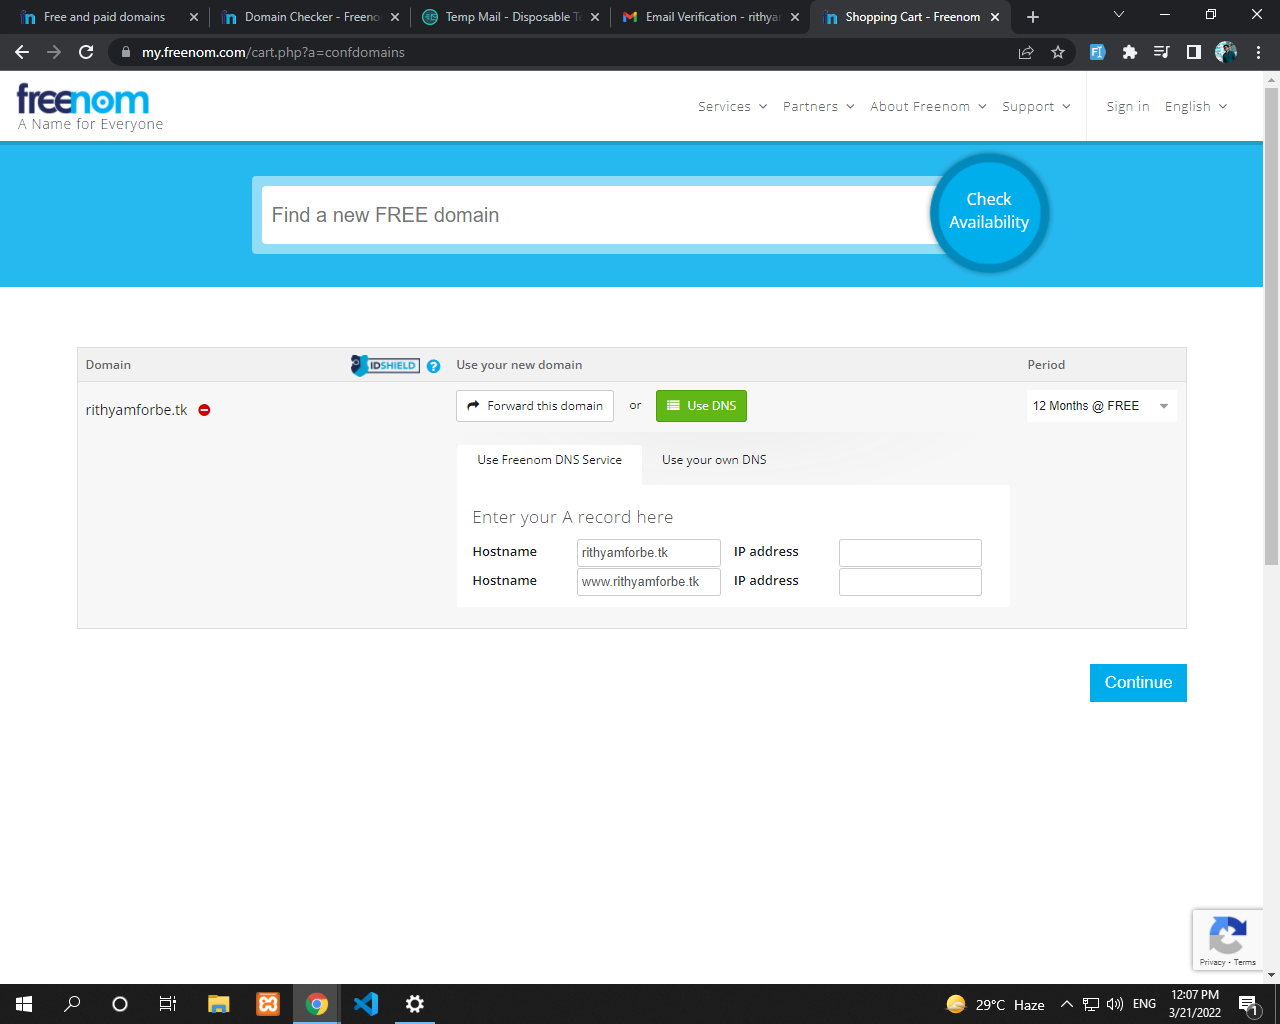 Free and paid domains
Domain Checker - Freeno
Temp Mail - Disposable Te
Email Verification - rithyar
Shopping Cart - Freenom
my.freenom.com/cart.php?a=confdomains
freenom
A Name for Everyone
Services
Partners
About Freenom
Support
Sign in
English
Find a new FREE domain
Check
Availability
Domain
IDSHIELD
?
Use your new domain
Period
rithyamforbe.tk
Forward this domain
or
Use DNS
12 Months @ FREE
Use Freenom DNS Service
Use your own DNS
Enter your A record here
Hostname rithyamforbe.tk IP address
Hostname www.rithyamforbe.tk IP address
Continue
Privacy - Terms
29°C Haze
ENG
12:07 PM
3/21/2022
1